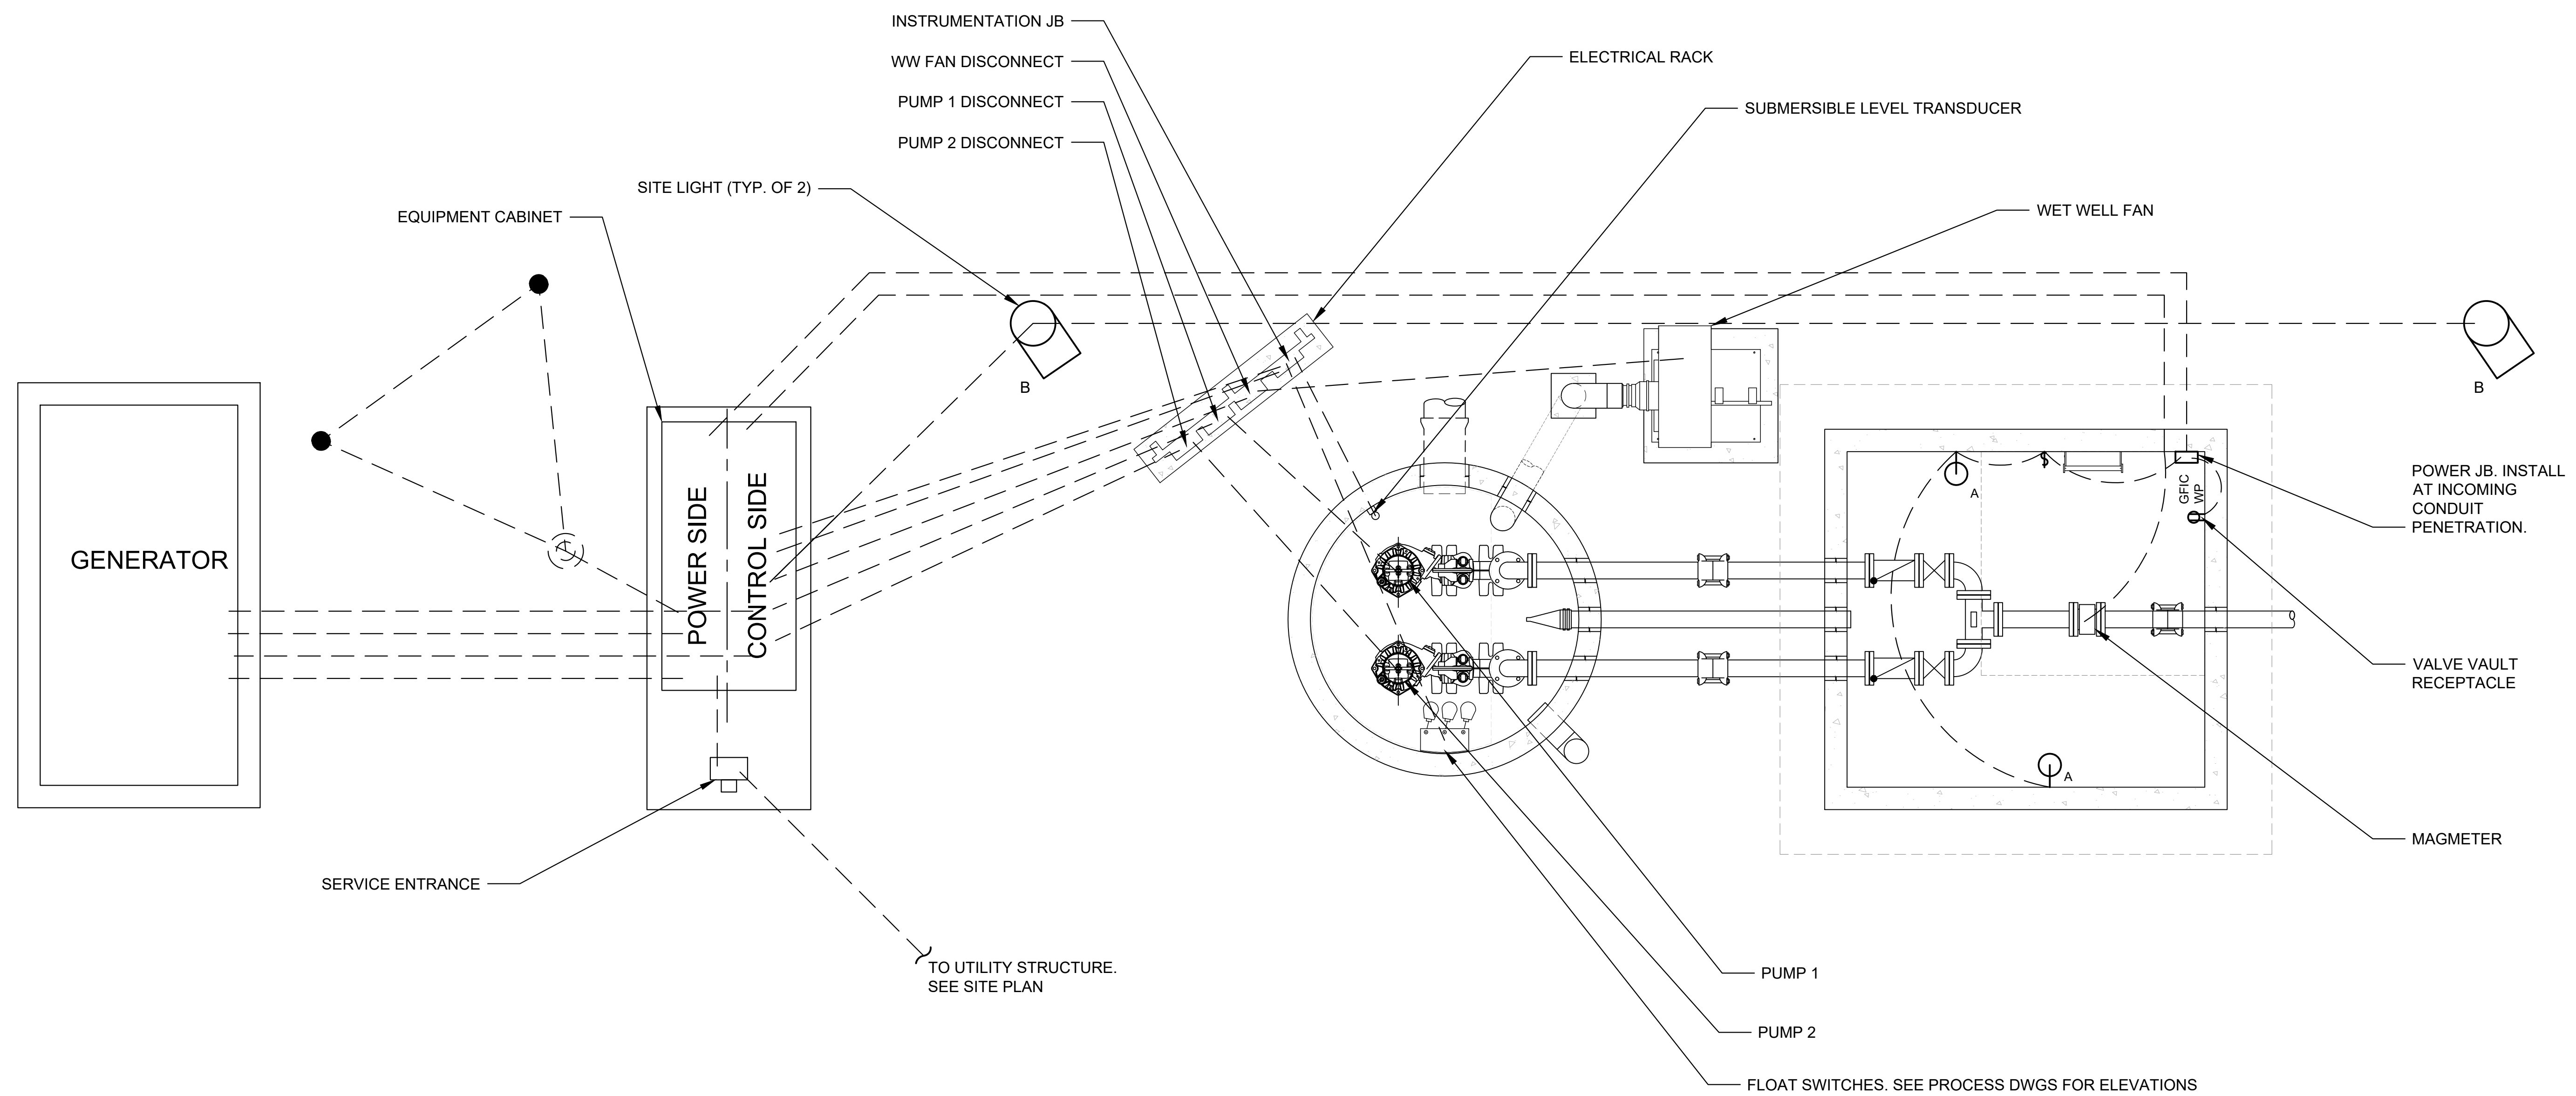 INSTRUMENTATION JB
WW FAN DISCONNECT
PUMP 1 DISCONNECT
PUMP 2 DISCONNECT
ELECTRICAL RACK
SUBMERSIBLE LEVEL TRANSDUCER
SITE LIGHT (TYP. OF 2)
EQUIPMENT CABINET
WET WELL FAN
B
B
POWER JB. INSTALL
AT INCOMING
CONDUIT
PENETRATION.
A
$
GFIC
WP
GENERATOR
POWER SIDE
CONTROL SIDE
VALVE VAULT
RECEPTACLE
A
MAGMETER
SERVICE ENTRANCE
TO UTILITY STRUCTURE.
SEE SITE PLAN
PUMP 1
PUMP 2
FLOAT SWITCHES. SEE PROCESS DWGS FOR ELEVATIONS